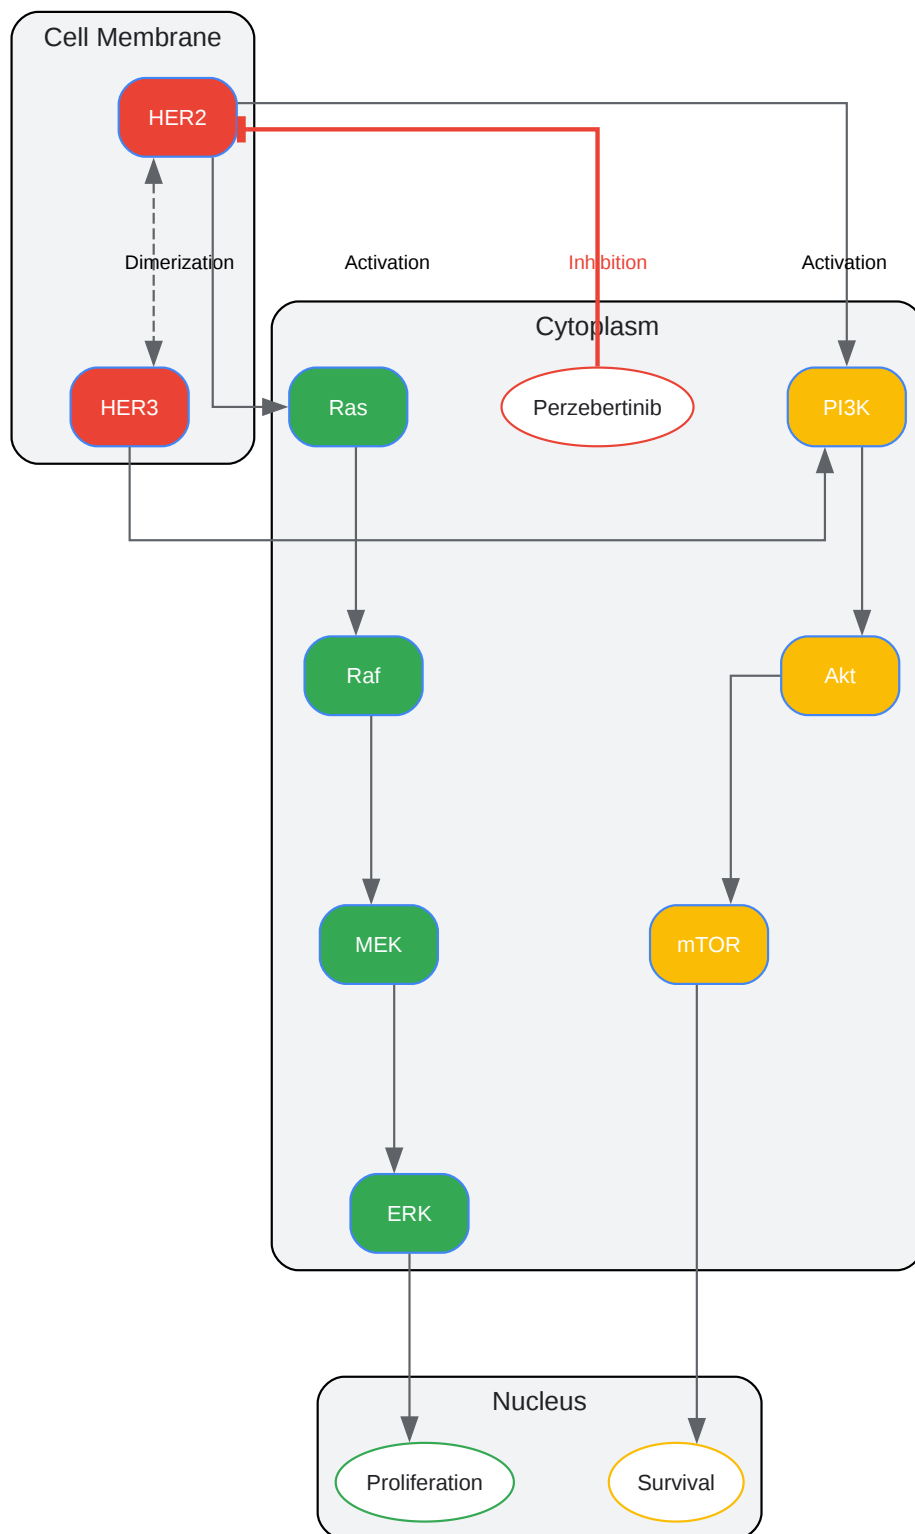 Cell Membrane
HER2
Dimerization
Activation
Inhibition
Activation
Cytoplasm
HER3
Ras
Perzebertinib
PI3K
Raf
Akt
MEK
mTOR
ERK
Nucleus
Proliferation
Survival